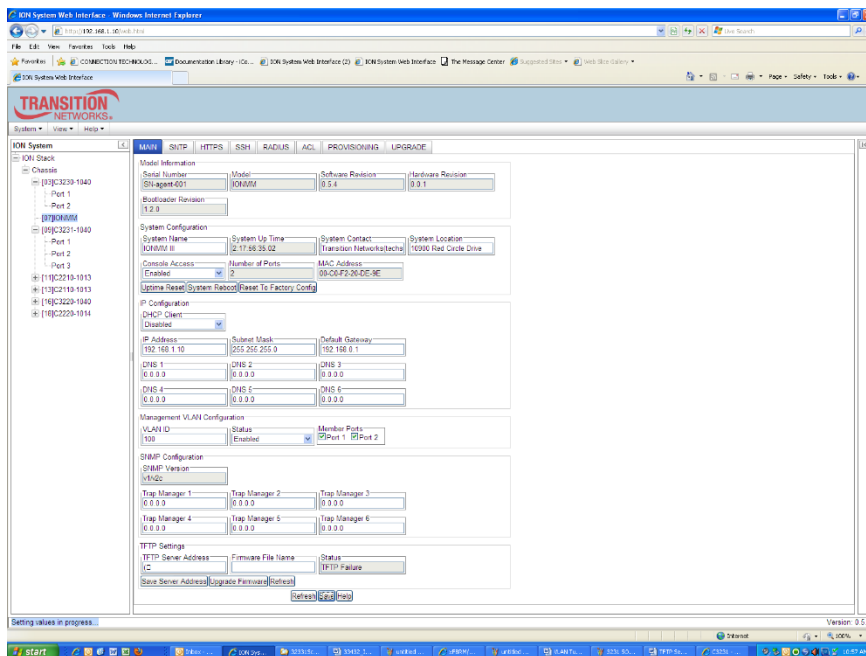 ION System Web Interface - Windows Internet Explorer
http://192.168.1.10/web.html
Live Search
File Edit View Favorites Tools Help
Favorites CONNECTION TECHNOLOG... Documentation Library - iCo... ION System Web Interface (2) ION System Web Interface The Message Center Suggested Sites Web Slice Gallery
ION System Web Interface
Page Safety Tools
TRANSITION
NETWORKS.
System View Help
ION System
ION Stack
Chassis
[03]C3230-1040
Port 1
Port 2
[97]IONMM
[05]C3231-1040
Port 1
Port 2
Port 3
[11]C2210-1013
[13]C2110-1013
[16]C3220-1040
[18]C2220-1014
MAIN SNTP HTTPS SSH RADIUS ACL PROVISIONING UPGRADE
Model Information
Serial Number Model Software Revision Hardware Revision
SN-agent-001 IONMM 0.5.4 0.0.1
Bootloader Revision
1.2.0
System Configuration
System Name System Up Time System Contact System Location
IONMM III 2.17:56:35.02 Transition Networks(techs 10900 Red Circle Drive
Console Access Number of Ports MAC Address
Enabled 2 00-C0-F2-20-DE-9E
Uptime Reset System Reboot Reset To Factory Config
IP Configuration
DHCP Client
Disabled
IP Address Subnet Mask Default Gateway
192.168.1.10 255.255.255.0 192.168.0.1
DNS 1 DNS 2 DNS 3
0.0.0.0 0.0.0.0 0.0.0.0
DNS 4 DNS 5 DNS 6
0.0.0.0 0.0.0.0 0.0.0.0
Management VLAN Configuration
VLAN ID Status Member Ports
100 Enabled Port 1 Port 2
SNMP Configuration
SNMP Version
v1/v2c
Trap Manager 1 Trap Manager 2 Trap Manager 3
0.0.0.0 0.0.0.0 0.0.0.0
Trap Manager 4 Trap Manager 5 Trap Manager 6
0.0.0.0 0.0.0.0 0.0.0.0
TFTP Settings
TFTP Server Address Firmware File Name Status
TFTP Failure
Save Server Address Upgrade Firmware Refresh
Refresh Save Help
Setting values in progress... Version: 0.5
Internet 100%
start Inbox - ... ION Sys... 33432_1... untitled ... untitled ... VLAN Tu... TFTP Se... C3231 - ... 10:57 AM